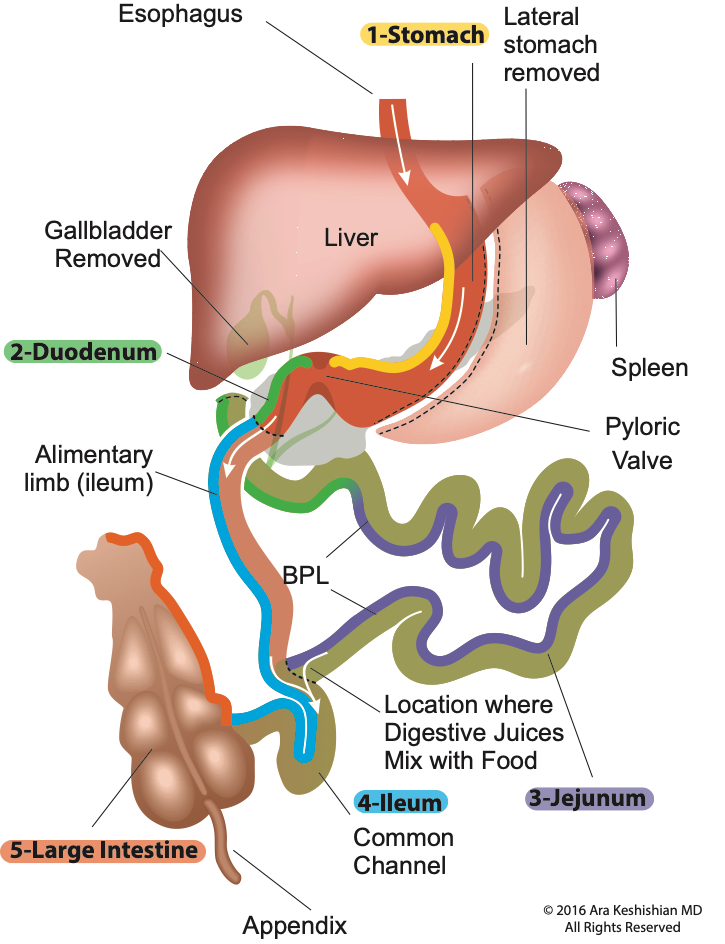 Esophagus
1-Stomach
Lateral
stomach
removed
Gallbladder
Removed
Liver
2-Duodenum
Spleen
Pyloric
Valve
Alimentary
limb (ileum)
BPL
Location where
Digestive Juices
Mix with Food
4-Ileum
3-Jejunum
Common
Channel
5-Large Intestine
Appendix
© 2016 Ara Keshishian MD
All Rights Reserved